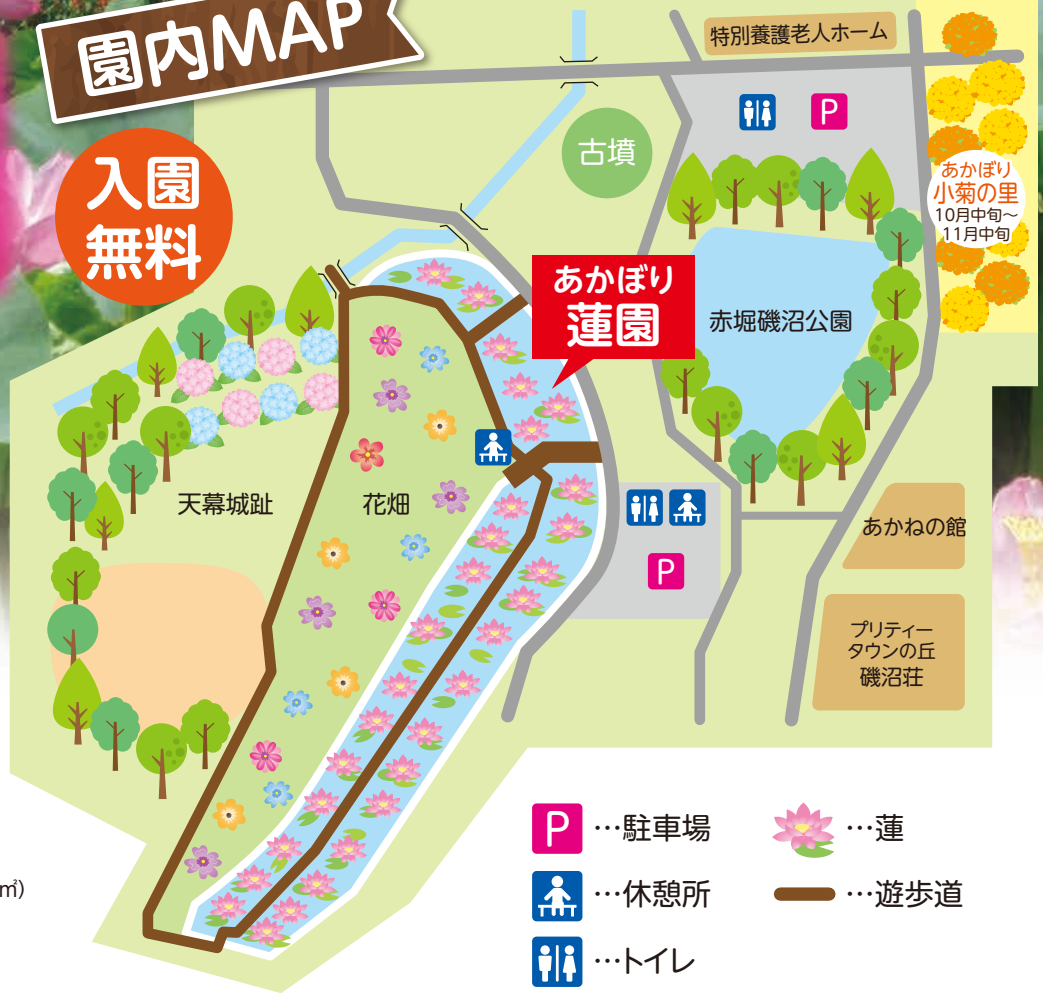 園内MAP
入園
無料
特別養護老人ホーム
P
古墳
あかぼり
小菊の里
10月中旬～
11月中旬
あかぼり
蓮園
赤堀磯沼公園
天幕城趾
花畑
P
あかねの館
プリティー
タウンの丘
磯沼荘
P …駐車場
…蓮
…休憩所
…遊歩道
…トイレ
㎡)